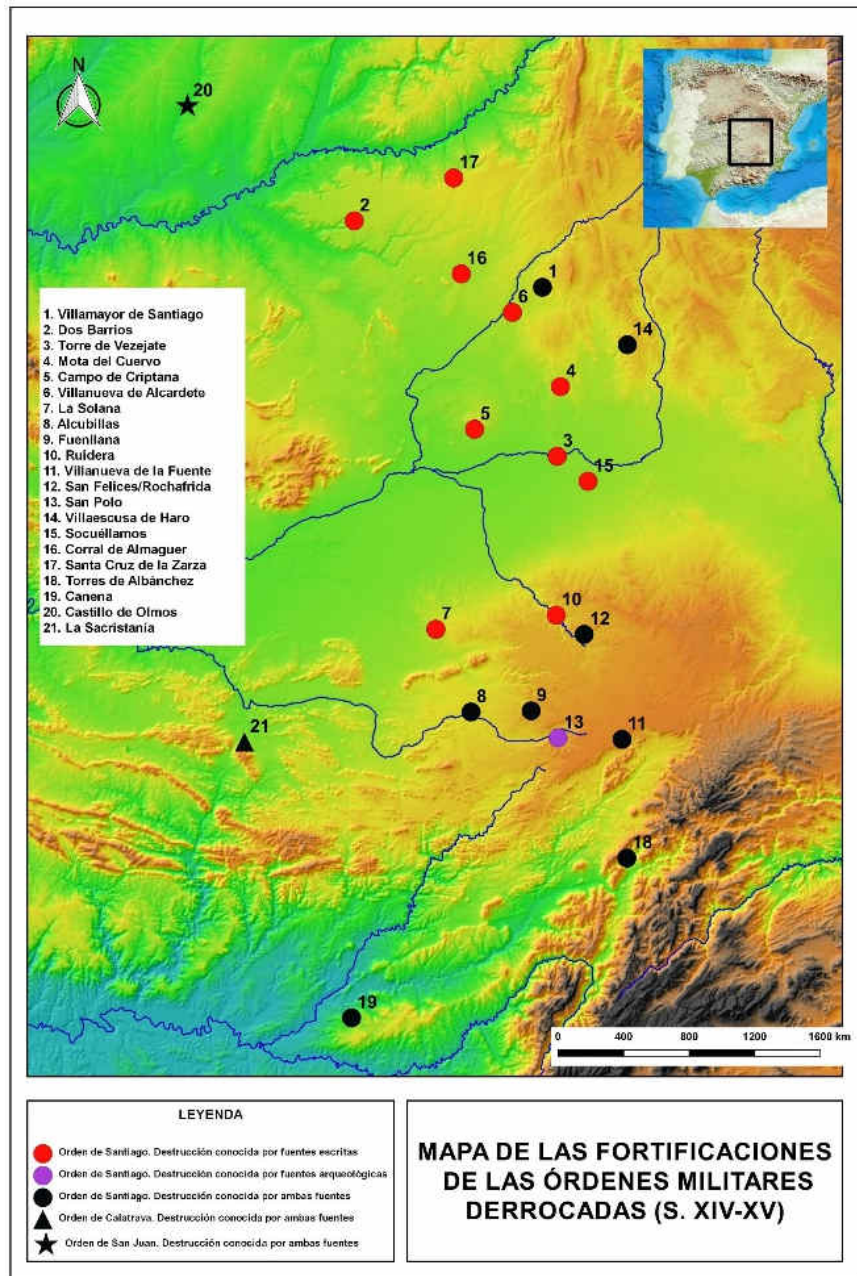 N
20
17
2
16
1
6
14
4
5
3
15
1. Villamayor de Santiago
2. Dos Barrios
3. Torre de Vezejate
4. Mota del Cuervo
5. Campo de Criptana
6. Villanueva de Alcardete
7. La Solana
8. Alcubillas
9. Fuenllana
10. Ruidera
11. Villanueva de la Fuente
12. San Felices/Rochafrida
13. San Polo
14. Villaescusa de Haro
15. Socuéllamos
16. Corral de Almaguer
17. Santa Cruz de la Zarza
18. Torres de Albánchez
19. Canena
20. Castillo de Olmos
21. La Sacristanía
10
7
12
8
9
13
11
21
18
19
0 400 800 1200 1600 km
LEYENDA
Orden de Santiago. Destrucción conocida por fuentes escritas
Orden de Santiago. Destrucción conocida por fuentes arqueológicas
Orden de Santiago. Destrucción conocida por ambas fuentes
Orden de Calatrava. Destrucción conocida por ambas fuentes
Orden de San Juan. Destrucción conocida por ambas fuentes
MAPA DE LAS FORTIFICACIONES
DE LAS ÓRDENES MILITARES
DERROCADAS (S. XIV-XV)